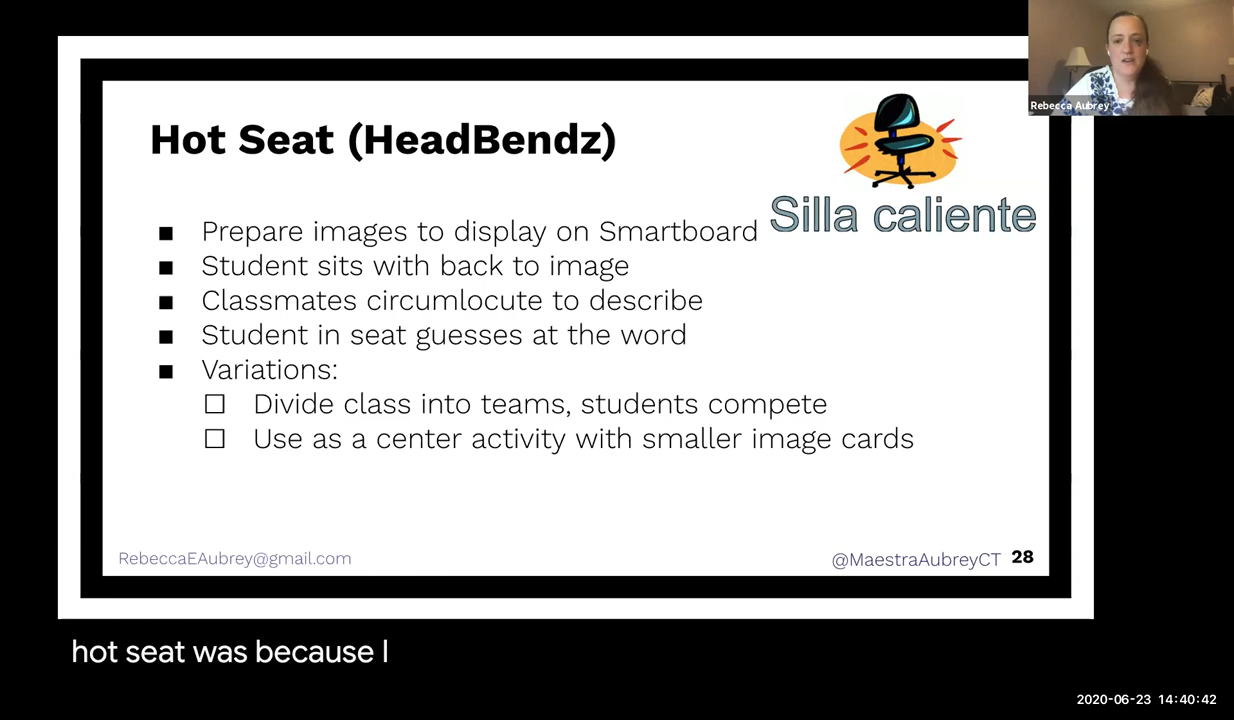 Rebecca Aubrey
Hot Seat (HeadBendz)
Silla caliente
■ Prepare images to display on Smartboard
■ Student sits with back to image
■ Classmates circumlocute to describe
■ Student in seat guesses at the word
■ Variations:
□ Divide class into teams, students compete
□ Use as a center activity with smaller image cards
RebeccaEAubrey@gmail.com
@MaestraAubreyCT 28
hot seat was because I
2020-06-23 14:40:42